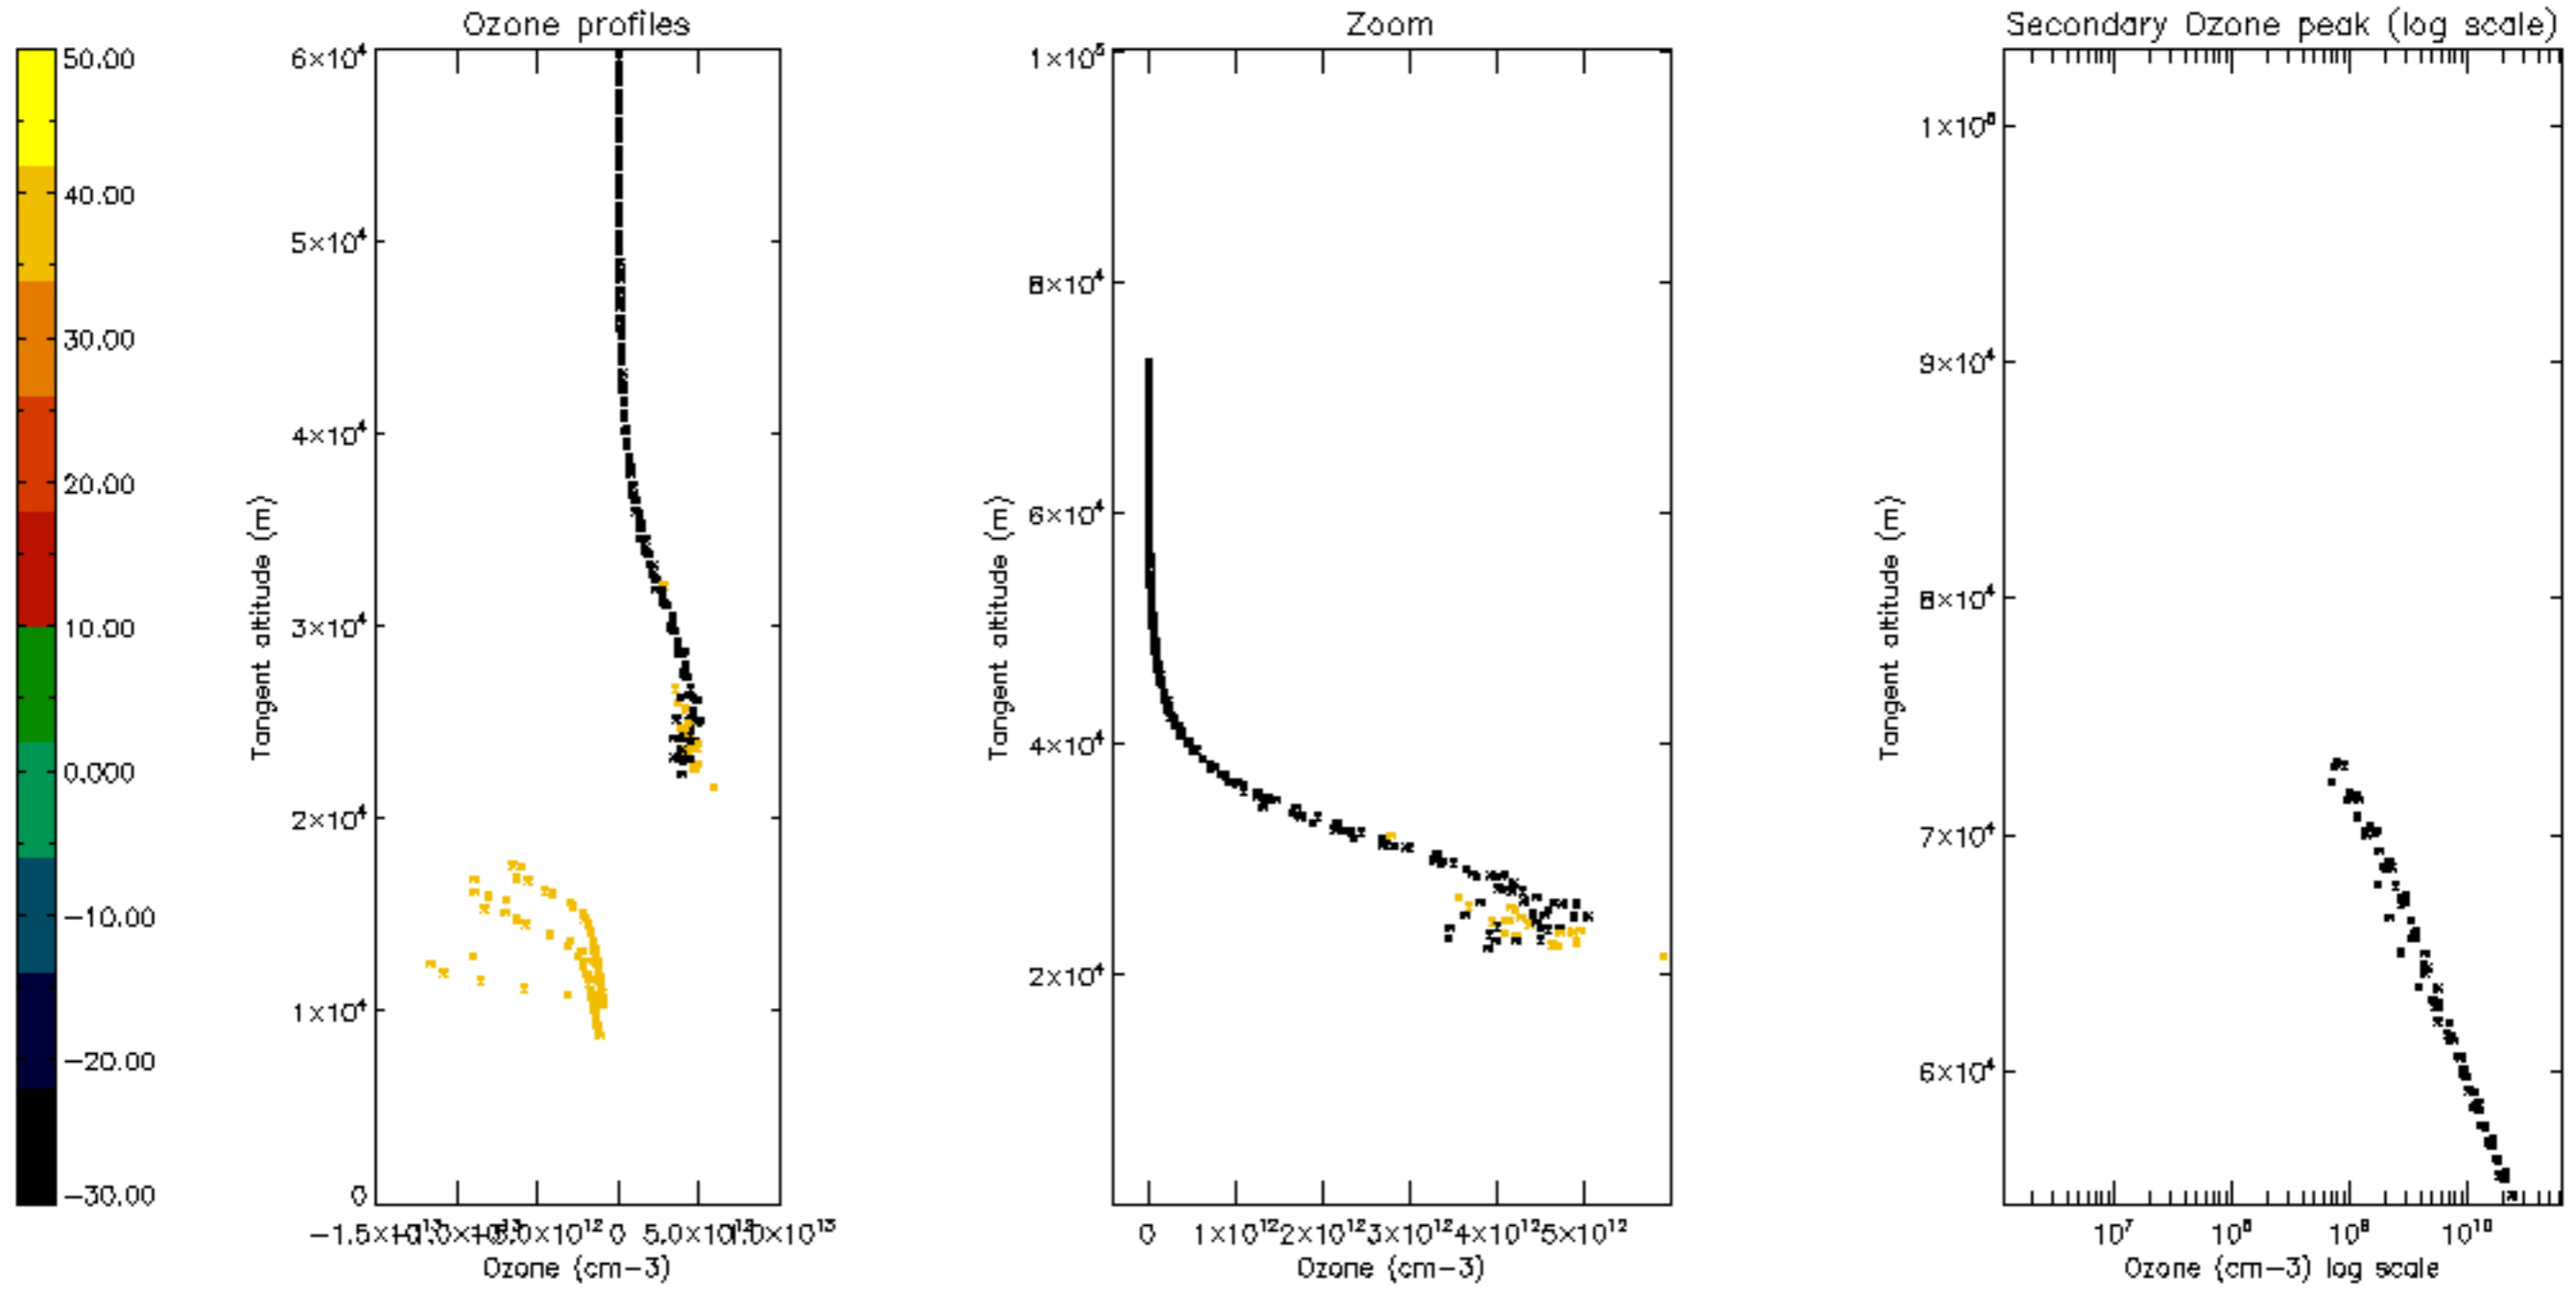 Ozone profiles
Zoom
Secondary Ozone peak (log scale)
50.00
40.00
30.00
20.00
10.00
0.000
−10.00
−20.00
−30.00
6×10⁴
5×10⁴
4×10⁴
3×10⁴
2×10⁴
1×10⁴
0
Tangent altitude (m)
0
Ozone (cm−3)
1×10⁵
8×10⁴
6×10⁴
4×10⁴
2×10⁴
Tangent altitude (m)
0 1×10¹² 2×10¹² 3×10¹² 4×10¹² 5×10¹²
Ozone (cm−3)
9×10⁴
8×10⁴
7×10⁴
6×10⁴
Tangent altitude (m)
10⁷ 10⁸ 10⁹ 10¹⁰
Ozone (cm−3) log scale